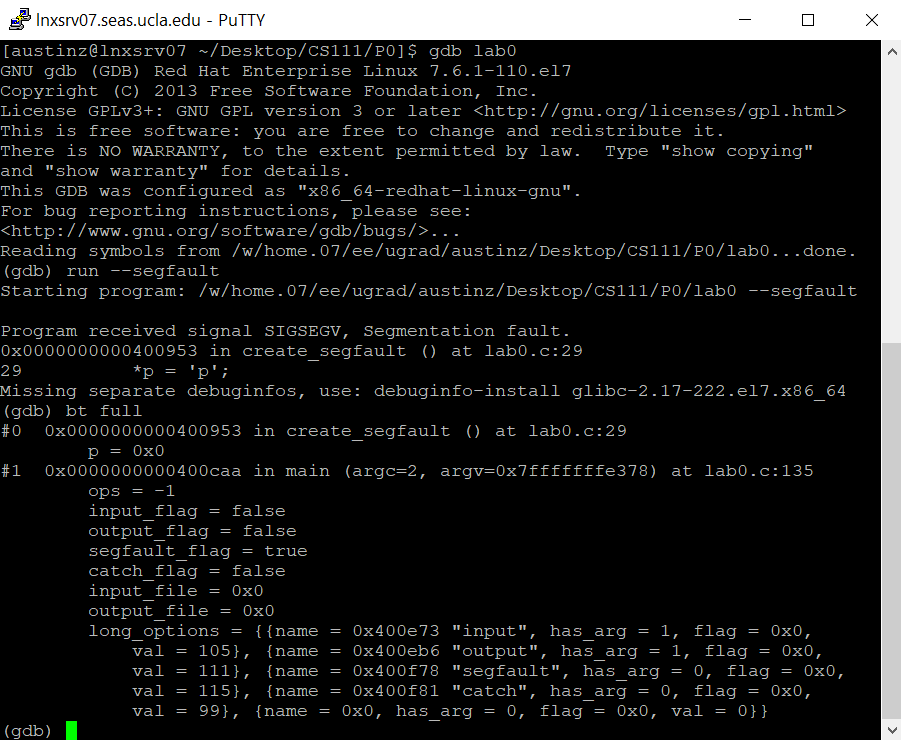 lnxsrv07.seas.ucla.edu - PuTTY
[austinz@lnxsrv07 ~/Desktop/CS111/P0]$ gdb lab0
GNU gdb (GDB) Red Hat Enterprise Linux 7.6.1-110.el7
Copyright (C) 2013 Free Software Foundation, Inc.
License GPLv3+: GNU GPL version 3 or later <http://gnu.org/licenses/gpl.html>
This is free software: you are free to change and redistribute it.
There is NO WARRANTY, to the extent permitted by law.  Type "show copying"
and "show warranty" for details.
This GDB was configured as "x86_64-redhat-linux-gnu".
For bug reporting instructions, please see:
<http://www.gnu.org/software/gdb/bugs/>...
Reading symbols from /w/home.07/ee/ugrad/austinz/Desktop/CS111/P0/lab0...done.
(gdb) run --segfault
Starting program: /w/home.07/ee/ugrad/austinz/Desktop/CS111/P0/lab0 --segfault
Program received signal SIGSEGV, Segmentation fault.
0x0000000000400953 in create_segfault () at lab0.c:29
29          *p = 'p';
Missing separate debuginfos, use: debuginfo-install glibc-2.17-222.el7.x86_64
(gdb) bt full
#0  0x0000000000400953 in create_segfault () at lab0.c:29
        p = 0x0
#1  0x0000000000400caa in main (argc=2, argv=0x7fffffffe378) at lab0.c:135
        ops = -1
        input_flag = false
        output_flag = false
        segfault_flag = true
        catch_flag = false
        input_file = 0x0
        output_file = 0x0
        long_options = {{name = 0x400e73 "input", has_arg = 1, flag = 0x0,
            val = 105}, {name = 0x400eb6 "output", has_arg = 1, flag = 0x0,
            val = 111}, {name = 0x400f78 "segfault", has_arg = 0, flag = 0x0,
            val = 115}, {name = 0x400f81 "catch", has_arg = 0, flag = 0x0,
            val = 99}, {name = 0x0, has_arg = 0, flag = 0x0, val = 0}}
(gdb)